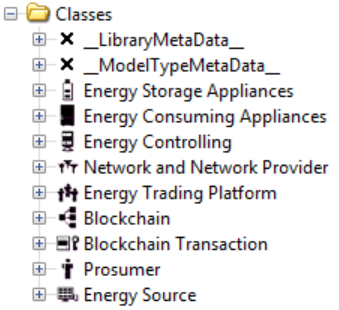 Classes
__LibraryMetaData__
__ModelTypeMetaData__
Energy Storage Appliances
Energy Consuming Appliances
Energy Controlling
Network and Network Provider
Energy Trading Platform
Blockchain
Blockchain Transaction
Prosumer
Energy Source